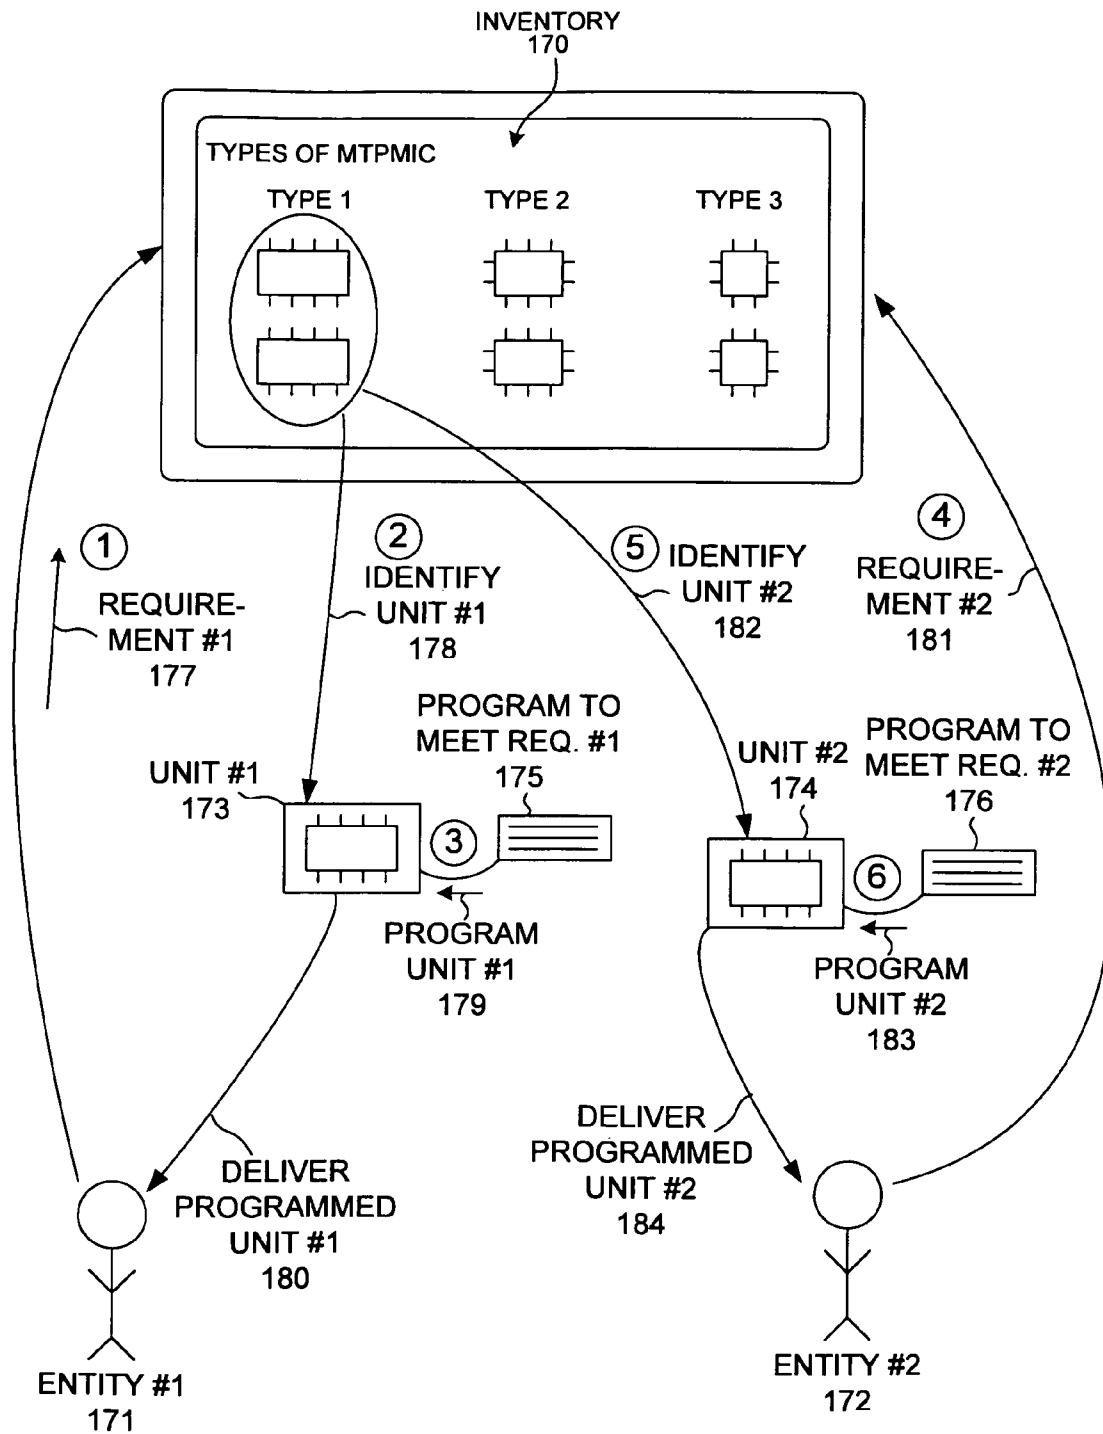 INVENTORY
170
TYPES OF MTPMIC
TYPE 1
TYPE 2
TYPE 3
1
REQUIRE-
MENT #1
177
2
IDENTIFY
UNIT #1
178
5
IDENTIFY
UNIT #2
182
4
REQUIRE-
MENT #2
181
PROGRAM TO
MEET REQ. #1
175
UNIT #1
173
3
PROGRAM
UNIT #1
179
UNIT #2
174
PROGRAM TO
MEET REQ. #2
176
6
PROGRAM
UNIT #2
183
DELIVER
PROGRAMMED
UNIT #1
180
DELIVER
PROGRAMMED
UNIT #2
184
ENTITY #1
171
ENTITY #2
172